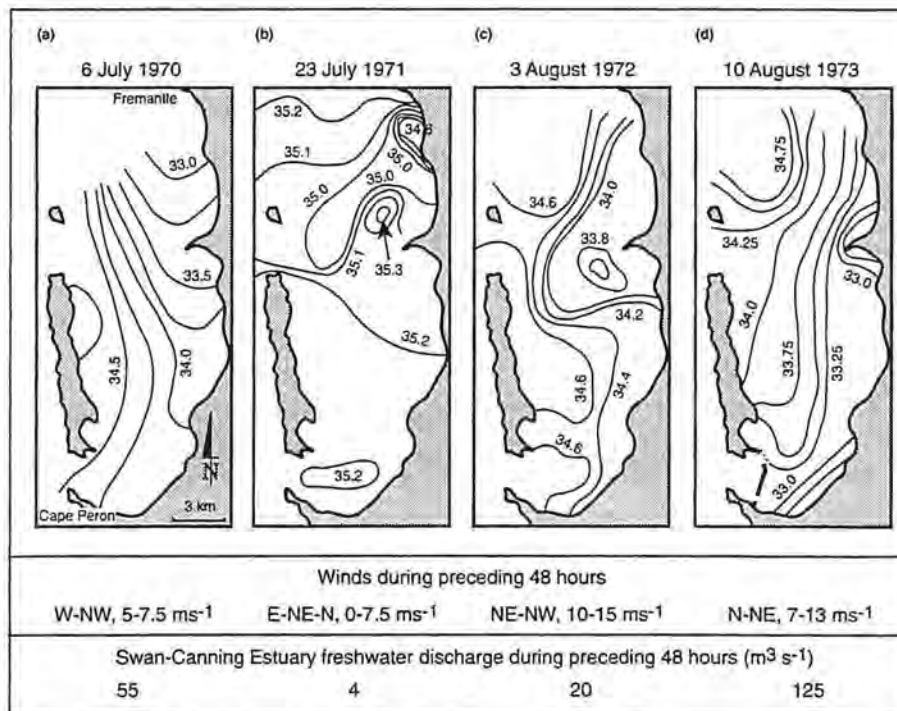 (a)
(b)
(c)
(d)
6 July 1970
23 July 1971
3 August 1972
10 August 1973
Fremantle
33.0
33.5
34.5
34.0
N
Cape Peron
3 km
35.2
34.6
35.1
35.0
35.0
35.0
35.1
35.3
35.2
35.2
34.6
34.0
33.8
34.2
34.6
34.4
34.6
34.75
34.25
33.0
34.0
33.75
33.25
33.0
Winds during preceding 48 hours
W-NW, 5-7.5 ms⁻¹
E-NE-N, 0-7.5 ms⁻¹
NE-NW, 10-15 ms⁻¹
N-NE, 7-13 ms⁻¹
Swan-Canning Estuary freshwater discharge during preceding 48 hours (m³ s⁻¹)
55
4
20
125